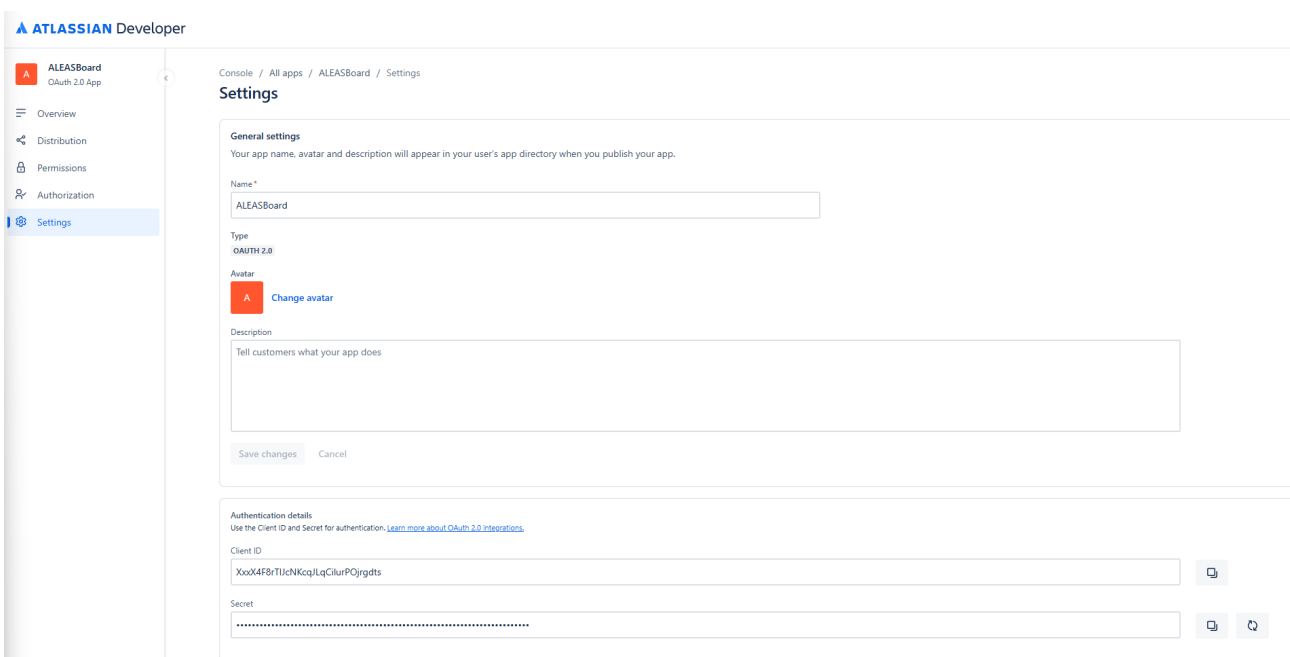 ATLASSIAN Developer
A
ALEASBoard
OAuth 2.0 App
Overview
Distribution
Permissions
Authorization
Settings
Console / All apps / ALEASBoard / Settings
Settings
General settings
Your app name, avatar and description will appear in your user's app directory when you publish your app.
Name*
ALEASBoard
Type
OAUTH 2.0
Avatar
A
Change avatar
Description
Tell customers what your app does
Save changes Cancel
Authentication details
Use the Client ID and Secret for authentication. Learn more about OAuth 2.0 integrations.
Client ID
Secret